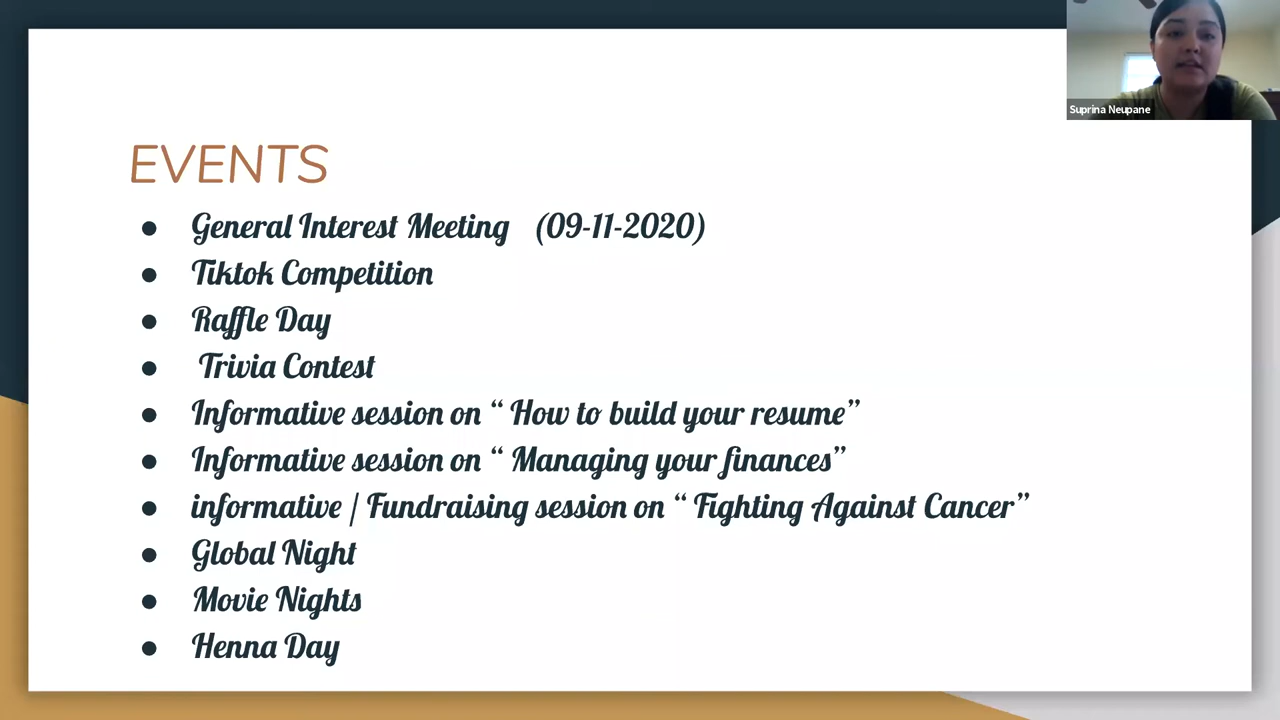 Suprina Neupane
EVENTS
● General Interest Meeting (09-11-2020)
● Tiktok Competition
● Raffle Day
● Trivia Contest
● Informative session on “ How to build your resume”
● Informative session on “ Managing your finances”
● informative / Fundraising session on “ Fighting Against Cancer”
● Global Night
● Movie Nights
● Henna Day